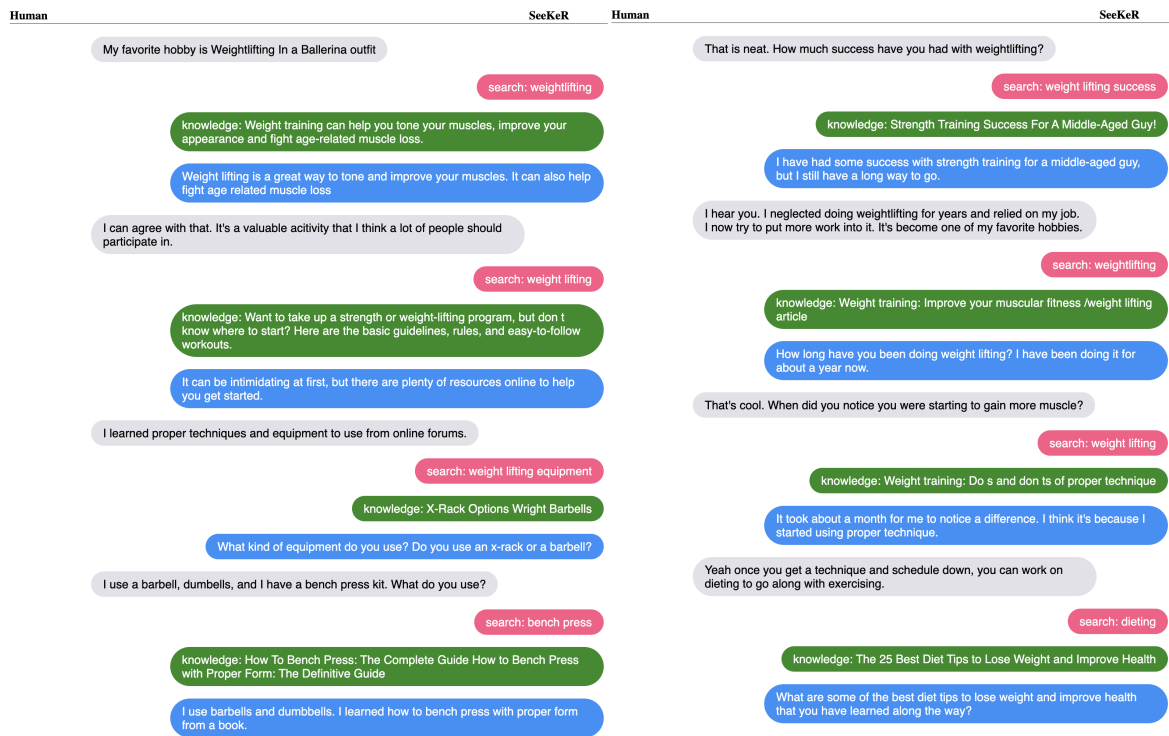 Human SeeKeR
My favorite hobby is Weightlifting In a Ballerina outfit
search: weightlifting
knowledge: Weight training can help you tone your muscles, improve your
appearance and fight age-related muscle loss.
Weight lifting is a great way to tone and improve your muscles. It can also help
fight age related muscle loss
I can agree with that. It's a valuable acitivity that I think a lot of people should
participate in.
search: weight lifting
knowledge: Want to take up a strength or weight-lifting program, but don t
know where to start? Here are the basic guidelines, rules, and easy-to-follow
workouts.
It can be intimidating at first, but there are plenty of resources online to help
you get started.
I learned proper techniques and equipment to use from online forums.
search: weight lifting equipment
knowledge: X-Rack Options Wright Barbells
What kind of equipment do you use? Do you use an x-rack or a barbell?
I use a barbell, dumbbells, and I have a bench press kit. What do you use?
search: bench press
knowledge: How To Bench Press: The Complete Guide How to Bench Press
with Proper Form: The Definitive Guide
I use barbells and dumbbells. I learned how to bench press with proper form
from a book.
Human SeeKeR
That is neat. How much success have you had with weightlifting?
search: weight lifting success
knowledge: Strength Training Success For A Middle-Aged Guy!
I have had some success with strength training for a middle-aged guy,
but I still have a long way to go.
I hear you. I neglected doing weightlifting for years and relied on my job.
I now try to put more work into it. It's become one of my favorite hobbies.
search: weightlifting
knowledge: Weight training: Improve your muscular fitness /weight lifting
article
How long have you been doing weight lifting? I have been doing it for
about a year now.
That's cool. When did you notice you were starting to gain more muscle?
search: weight lifting
knowledge: Weight training: Do s and don ts of proper technique
It took about a month for me to notice a difference. I think it's because I
started using proper technique.
Yeah once you get a technique and schedule down, you can work on
dieting to go along with exercising.
search: dieting
knowledge: The 25 Best Diet Tips to Lose Weight and Improve Health
What are some of the best diet tips to lose weight and improve health
that you have learned along the way?